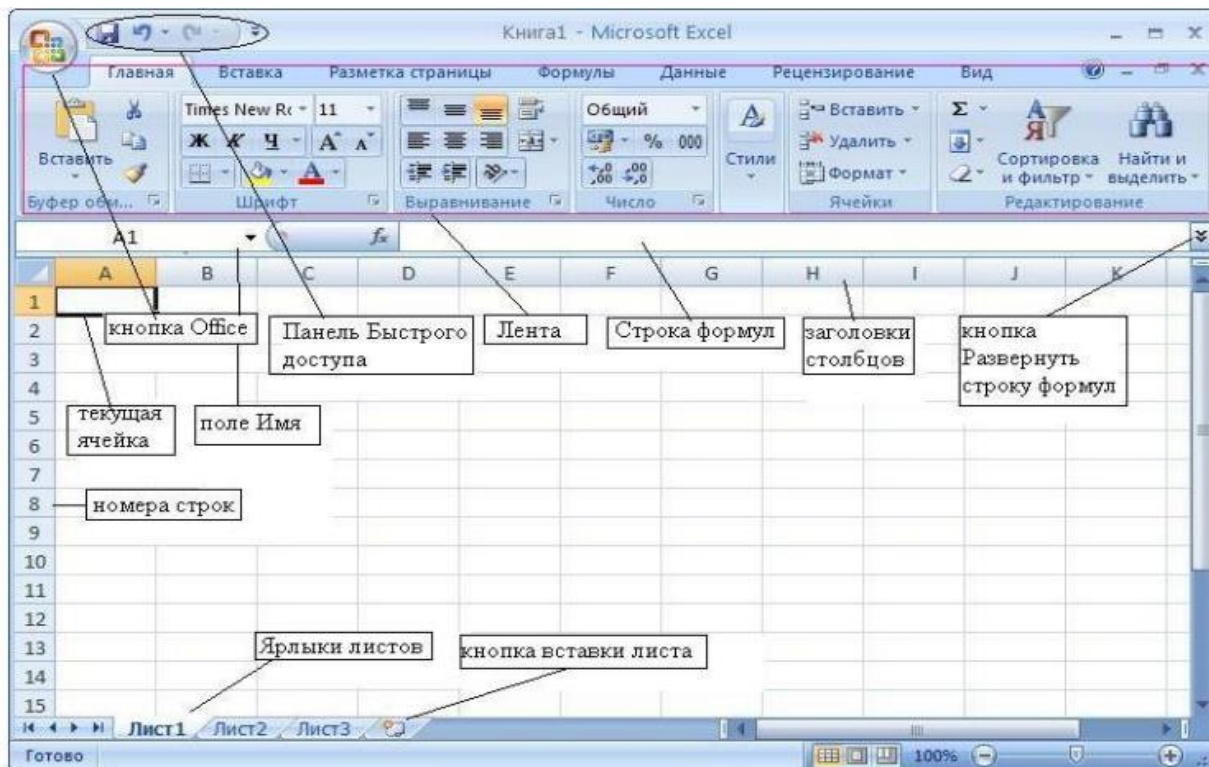 Книга1 - Microsoft Excel
Главная Вставка Разметка страницы Формулы Данные Рецензирование Вид
Times New Ro 11 Общий Вставить Σ
Вставить Ж К Ч А А % 000 Стили Удалить Сортировка и фильтр Найти и выделить
Формат
Буфер обм... Шрифт Выравнивание Число Ячейки Редактирование
A1 fx
A B C D E F G H I J K
1
2
3
4
5
6
7
8
9
10
11
12
13
14
15
кнопка Office
Панель Быстрого
доступа
Лента
Строка формул
заголовки
столбцов
кнопка
Развернуть
строку формул
текущая
ячейка
поле Имя
номера строк
Ярлыки листов
кнопка вставки листа
Лист1 Лист2 Лист3
Готово 100%